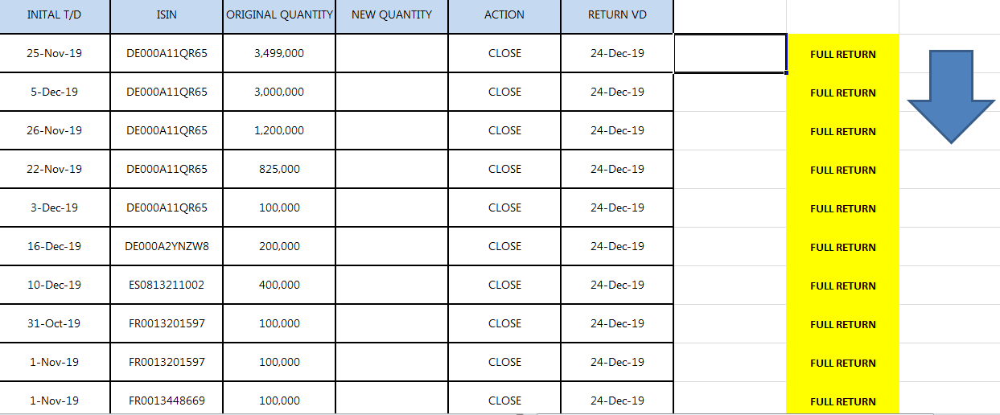 INITAL T/D ISIN ORIGINAL QUANTITY NEW QUANTITY ACTION RETURN VD
25-Nov-19 DE000A11QR65 3,499,000 CLOSE 24-Dec-19 FULL RETURN
5-Dec-19 DE000A11QR65 3,000,000 CLOSE 24-Dec-19 FULL RETURN
26-Nov-19 DE000A11QR65 1,200,000 CLOSE 24-Dec-19 FULL RETURN
22-Nov-19 DE000A11QR65 825,000 CLOSE 24-Dec-19 FULL RETURN
3-Dec-19 DE000A11QR65 100,000 CLOSE 24-Dec-19 FULL RETURN
16-Dec-19 DE000A2YNZW8 200,000 CLOSE 24-Dec-19 FULL RETURN
10-Dec-19 ES0813211002 400,000 CLOSE 24-Dec-19 FULL RETURN
31-Oct-19 FR0013201597 100,000 CLOSE 24-Dec-19 FULL RETURN
1-Nov-19 FR0013201597 100,000 CLOSE 24-Dec-19 FULL RETURN
1-Nov-19 FR0013448669 100,000 CLOSE 24-Dec-19 FULL RETURN